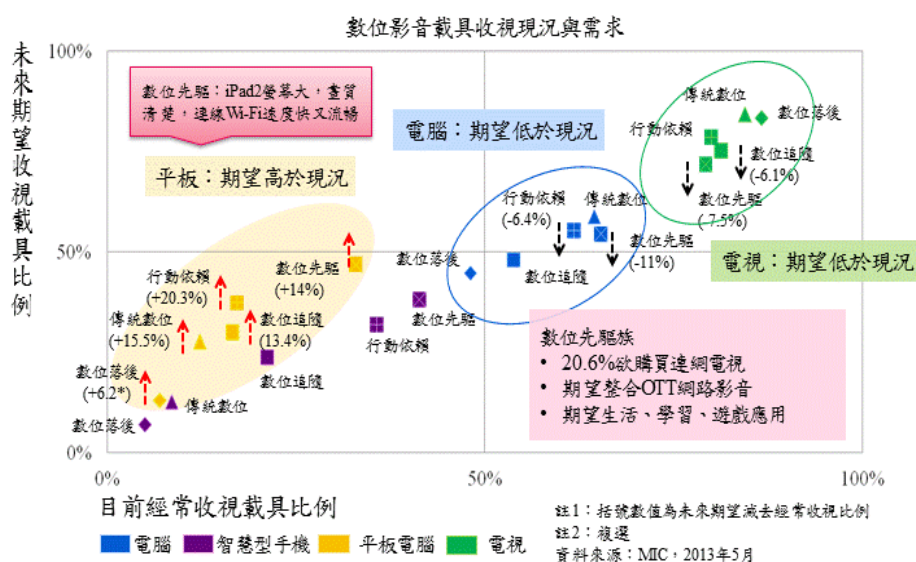 數位影音載具收視現況與需求
未來期望收視載具比例
100%
數位先驅：iPad2螢幕大，畫質
清楚，連線Wi-Fi速度快又流暢
平板：期望高於現況
電腦：期望低於現況
傳統數位
數位落後
行動依賴
數位追隨
(-6.1%)
數位先驅
(-7.5%)
電視：期望低於現況
行動依賴
(-6.4%)
傳統數位
數位先驅
(-11%)
數位追隨
數位落後
50%
數位先驅
(+14%)
行動依賴
(+20.3%)
傳統數位
(+15.5%)
數位追隨
(13.4%)
數位落後
(+6.2*)
數位先驅
行動依賴
數位追隨
傳統數位
數位落後
數位先驅族
• 20.6%欲購買連網電視
• 期望整合OTT網路影音
• 期望生活、學習、遊戲應用
0%
0%
50%
100%
目前經常收視載具比例
電腦
智慧型手機
平板電腦
電視
註1：括號數值為未來期望減去經常收視比例
註2：複選
資料來源：MIC，2013年5月